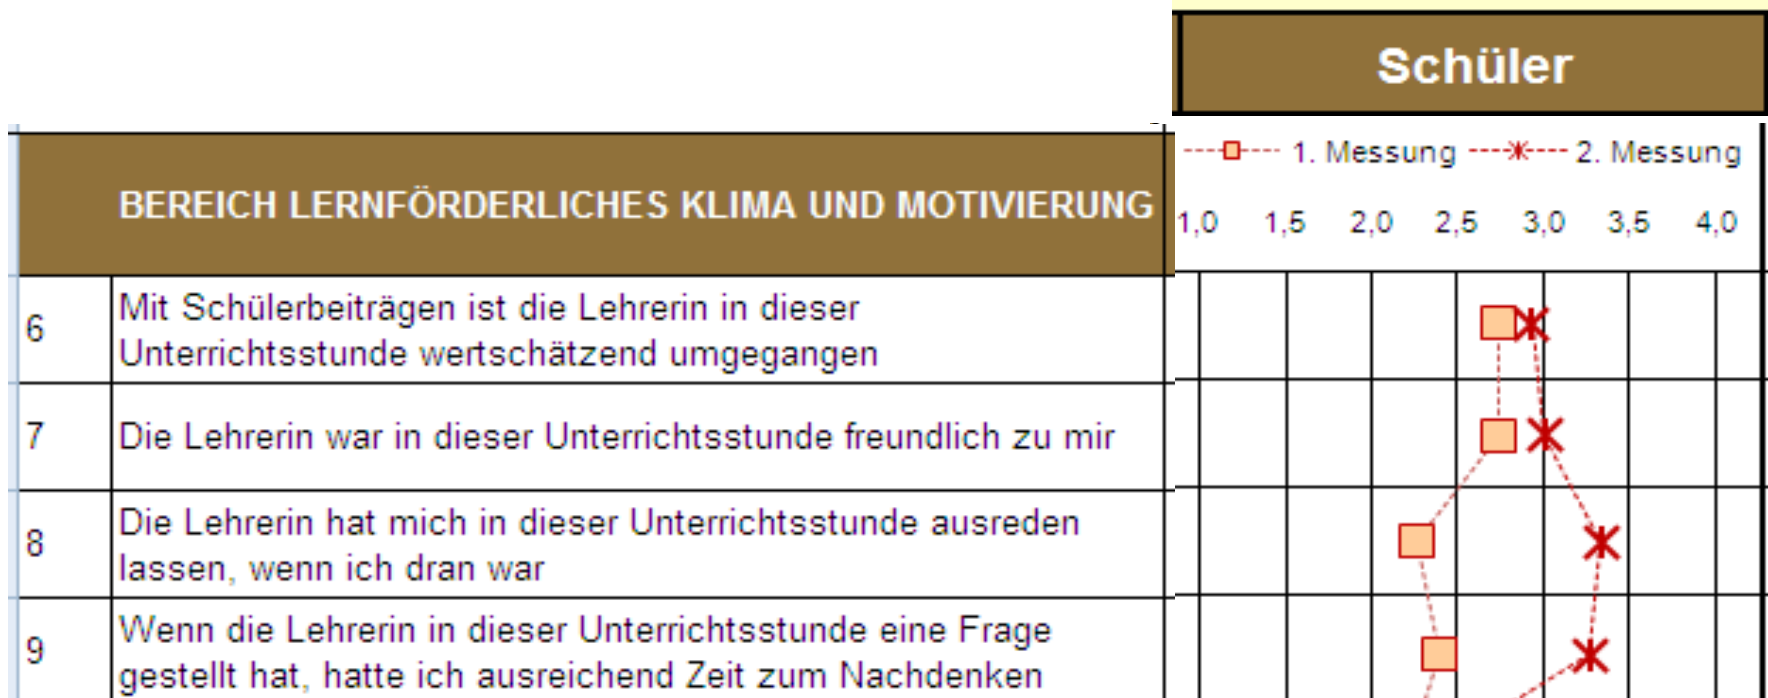 Schüler
1. Messung 2. Messung
BEREICH LERNFÖRDERLICHES KLIMA UND MOTIVIERUNG
1,0 1,5 2,0 2,5 3,0 3,5 4,0
6
Mit Schülerbeiträgen ist die Lehrerin in dieser
Unterrichtsstunde wertschätzend umgegangen
7 Die Lehrerin war in dieser Unterrichtsstunde freundlich zu mir
8
Die Lehrerin hat mich in dieser Unterrichtsstunde ausreden
lassen, wenn ich dran war
9
Wenn die Lehrerin in dieser Unterrichtsstunde eine Frage
gestellt hat, hatte ich ausreichend Zeit zum Nachdenken